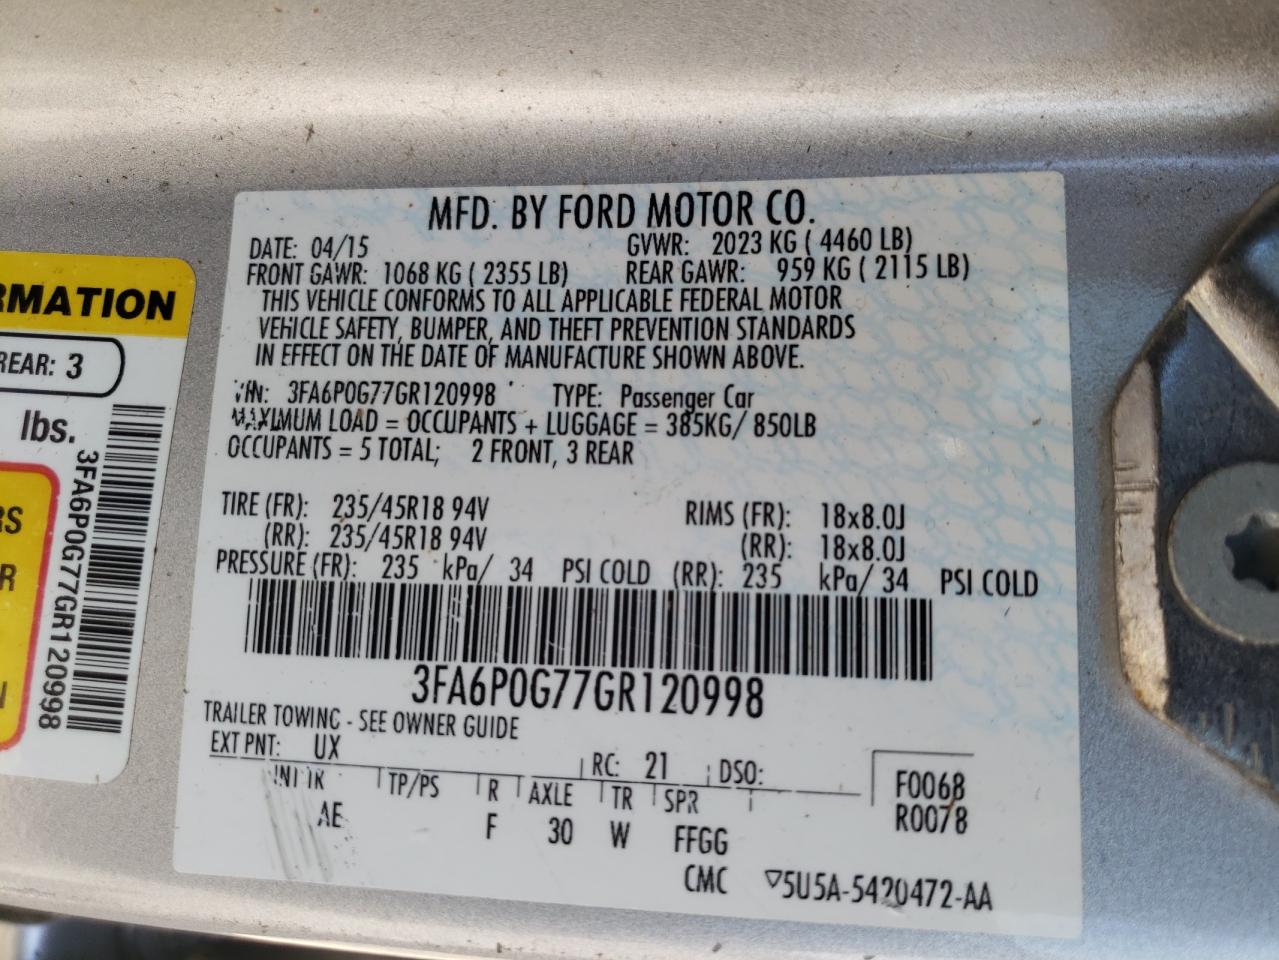 MFD. BY FORD MOTOR CO.
DATE: 04/15 GVWR: 2023 KG ( 4460 LB)
FRONT GAWR: 1068 KG ( 2355 LB) REAR GAWR: 959 KG ( 2115 LB)
THIS VEHICLE CONFORMS TO ALL APPLICABLE FEDERAL MOTOR
VEHICLE SAFETY, BUMPER, AND THEFT PREVENTION STANDARDS
IN EFFECT ON THE DATE OF MANUFACTURE SHOWN ABOVE.
VIN: 3FA6P0G77GR120998 TYPE: Passenger Car
MAXIMUM LOAD = OCCUPANTS + LUGGAGE = 385KG/ 850LB
OCCUPANTS = 5 TOTAL; 2 FRONT, 3 REAR
TIRE (FR): 235/45R18 94V RIMS (FR): 18x8.0J
(RR): 235/45R18 94V (RR): 18x8.0J
PRESSURE (FR): 235 kPa/ 34 PSI COLD (RR): 235 kPa/ 34 PSI COLD
3FA6P0G77GR120998
TRAILER TOWING - SEE OWNER GUIDE
EXT PNT: UX RC: 21 DSO:
INT TR TP/PS R AXLE TR SPR
AE F 30 W FFGG
F0068
R0078
CMC ▽5U5A-5420472-AA
RMATION
REAR: 3
lbs.
3FA6P0G77GR120998
RS
R
N